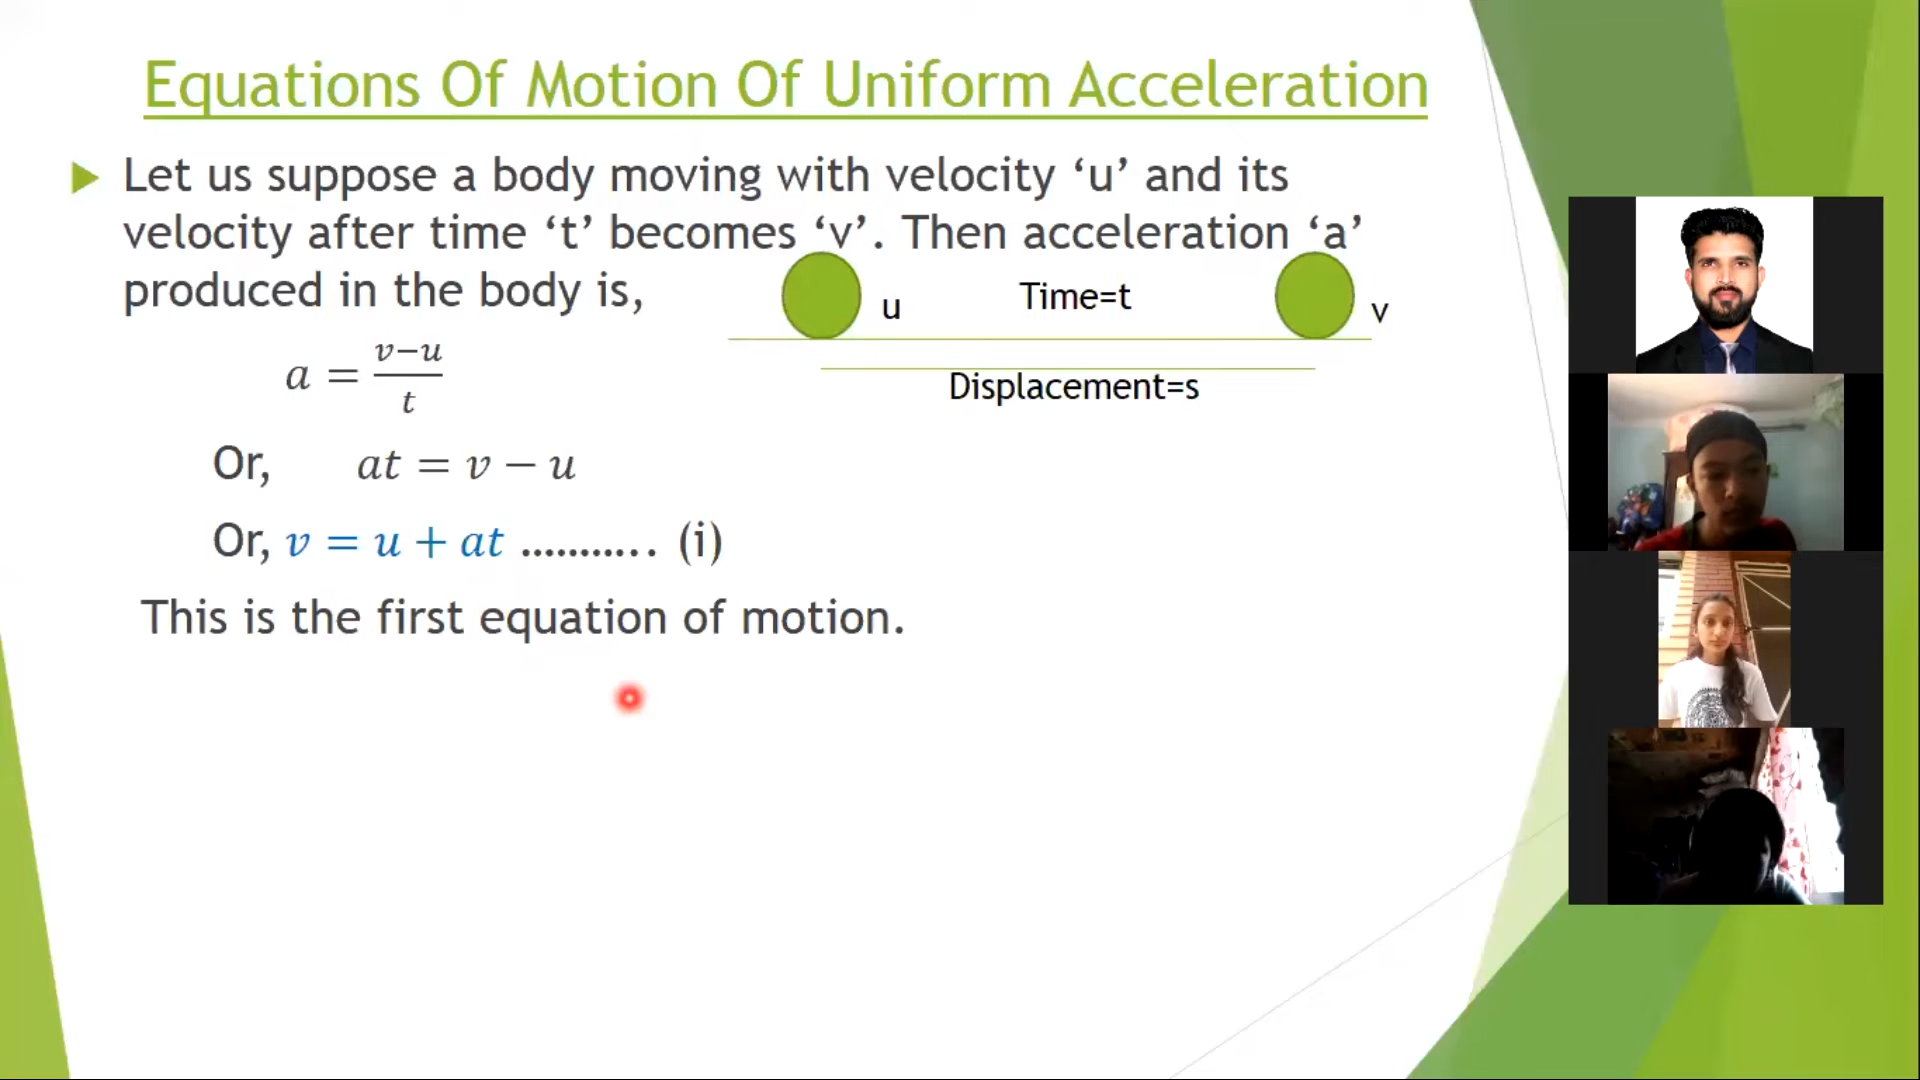 Equations Of Motion Of Uniform Acceleration
Let us suppose a body moving with velocity ‘u’ and its
velocity after time ‘t’ becomes ‘v’. Then acceleration ‘a’
produced in the body is,
u
Time=t
v
Displacement=s
a = \frac{v−u}{t}
Or, at = v − u
Or, v = u + at ……….. (i)
This is the first equation of motion.